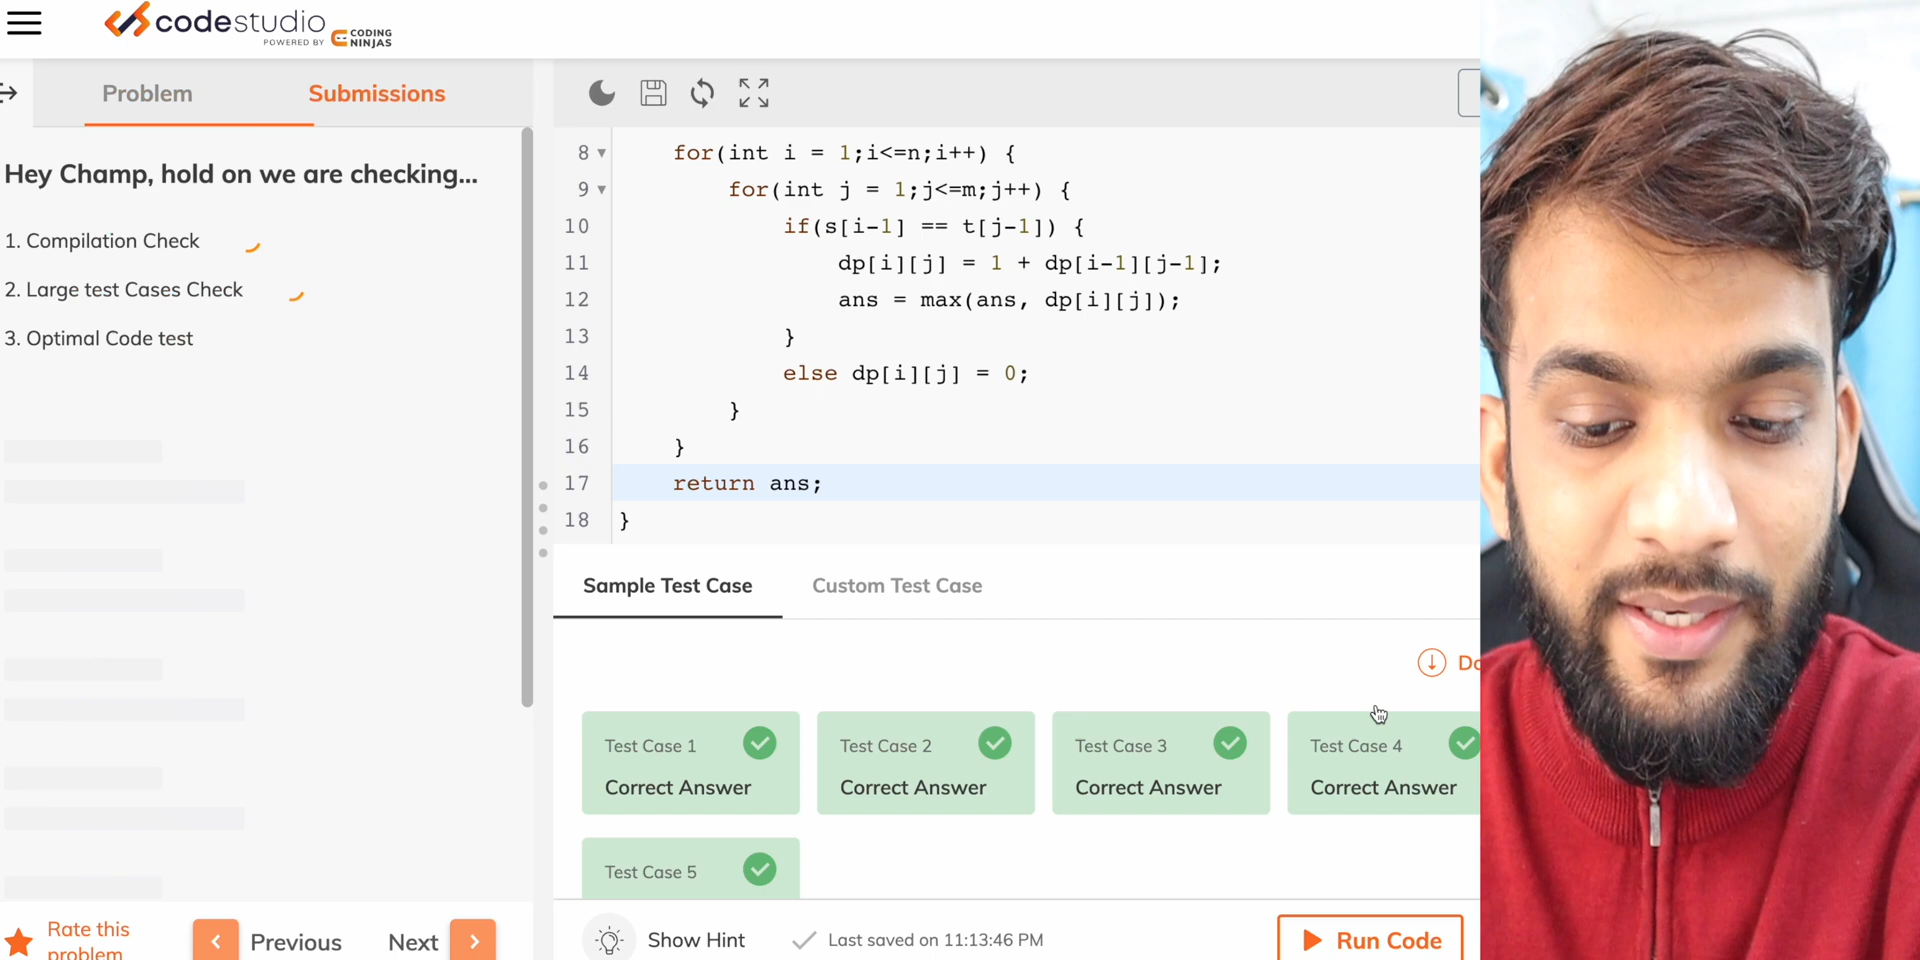 codestudio
POWERED BY CODING NINJAS
Problem
Submissions
Hey Champ, hold on we are checking...
1. Compilation Check
2. Large test Cases Check
3. Optimal Code test
8 for(int i = 1;i<=n;i++) {
9 for(int j = 1;j<=m;j++) {
10 if(s[i-1] == t[j-1]) {
11 dp[i][j] = 1 + dp[i-1][j-1];
12 ans = max(ans, dp[i][j]);
13 }
14 else dp[i][j] = 0;
15 }
16 }
17 return ans;
18 }
Sample Test Case
Custom Test Case
Test Case 1
Correct Answer
Test Case 2
Correct Answer
Test Case 3
Correct Answer
Test Case 4
Correct Answer
Test Case 5
Rate this
problem
Previous
Next
Show Hint
Last saved on 11:13:46 PM
Run Code